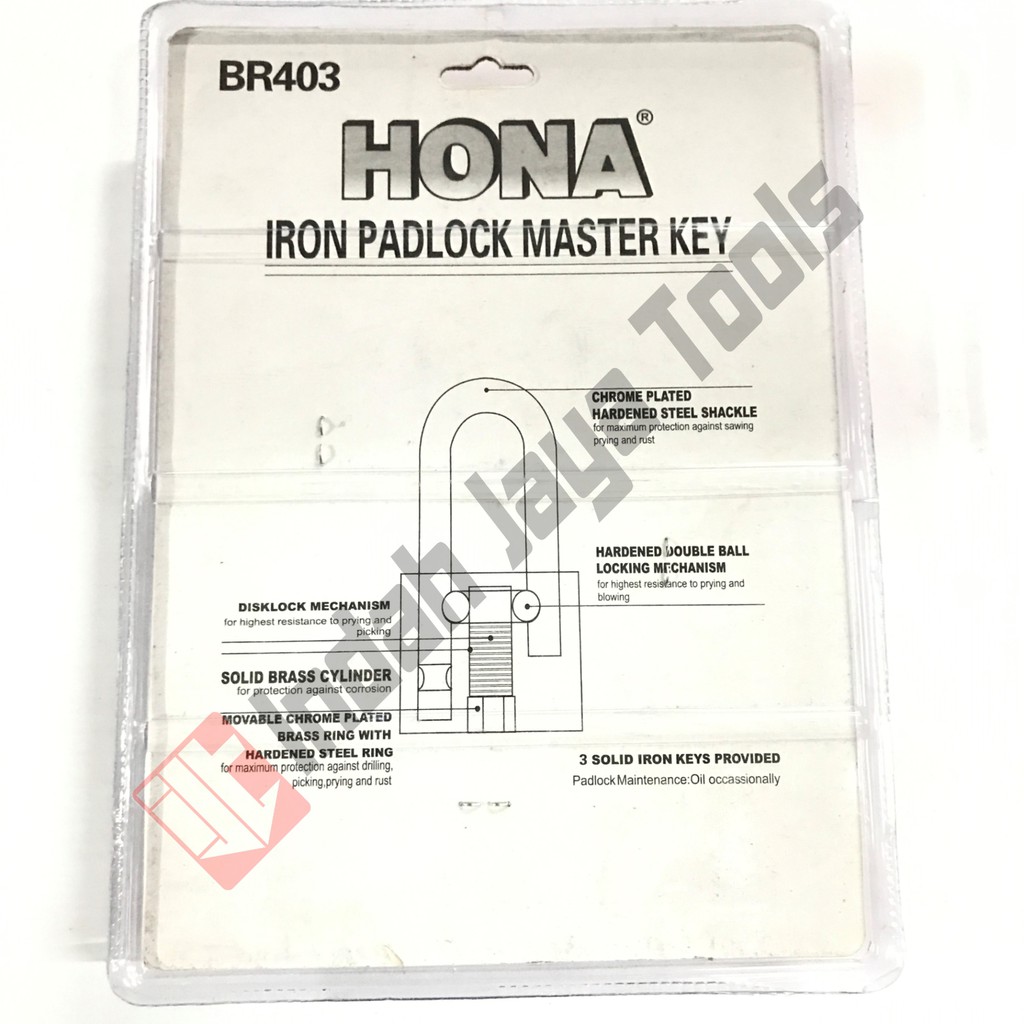 BR403
HONA®
IRON PADLOCK MASTER KEY
CHROME PLATED
HARDENED STEEL SHACKLE
for maximum protection against sawing
prying and rust
HARDENED DOUBLE BALL
LOCKING MECHANISM
for highest resistance to prying and
blowing
DISKLOCK MECHANISM
for highest resistance to prying and
picking
SOLID BRASS CYLINDER
for protection against corrosion
MOVABLE CHROME PLATED
BRASS RING WITH
HARDENED STEEL RING
for maximum protection against drilling,
picking,prying and rust
3 SOLID IRON KEYS PROVIDED
Padlock Maintenance:Oil occassionally
Indah Jaya Tools